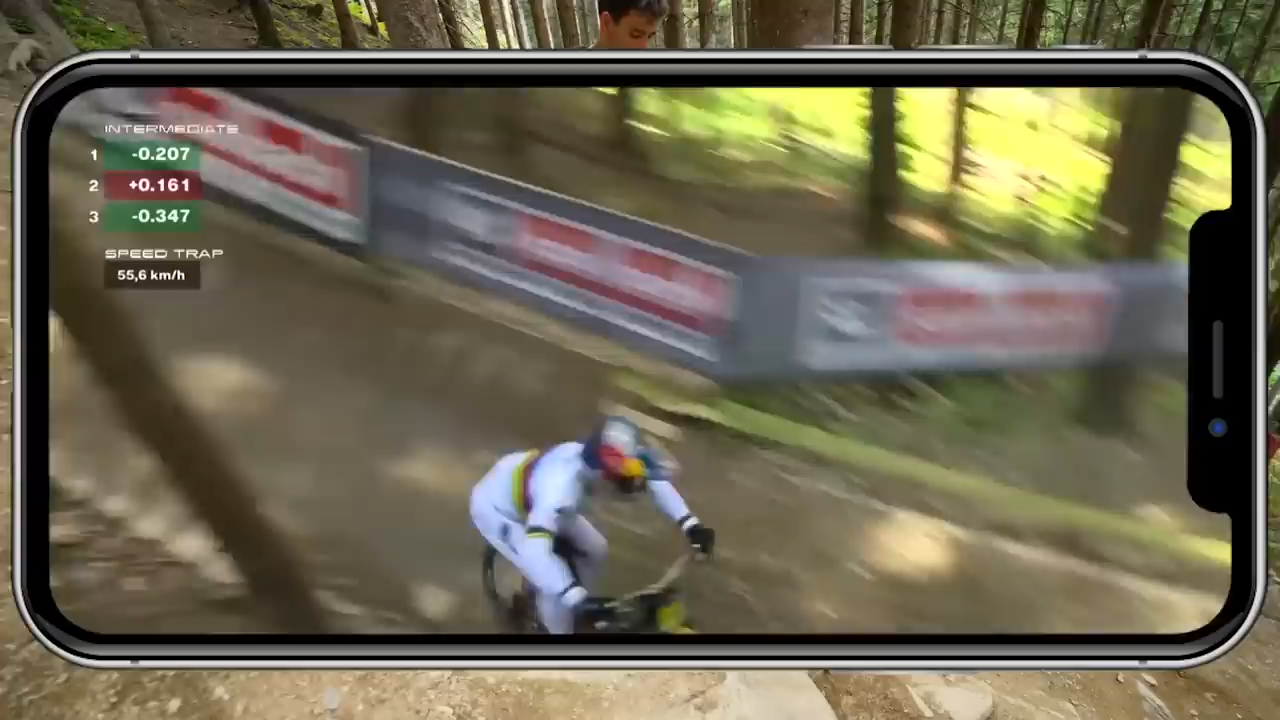 INTERMEDIATE
1 -0.207
2 +0.161
3 -0.347
SPEED TRAP
55,6 km/h